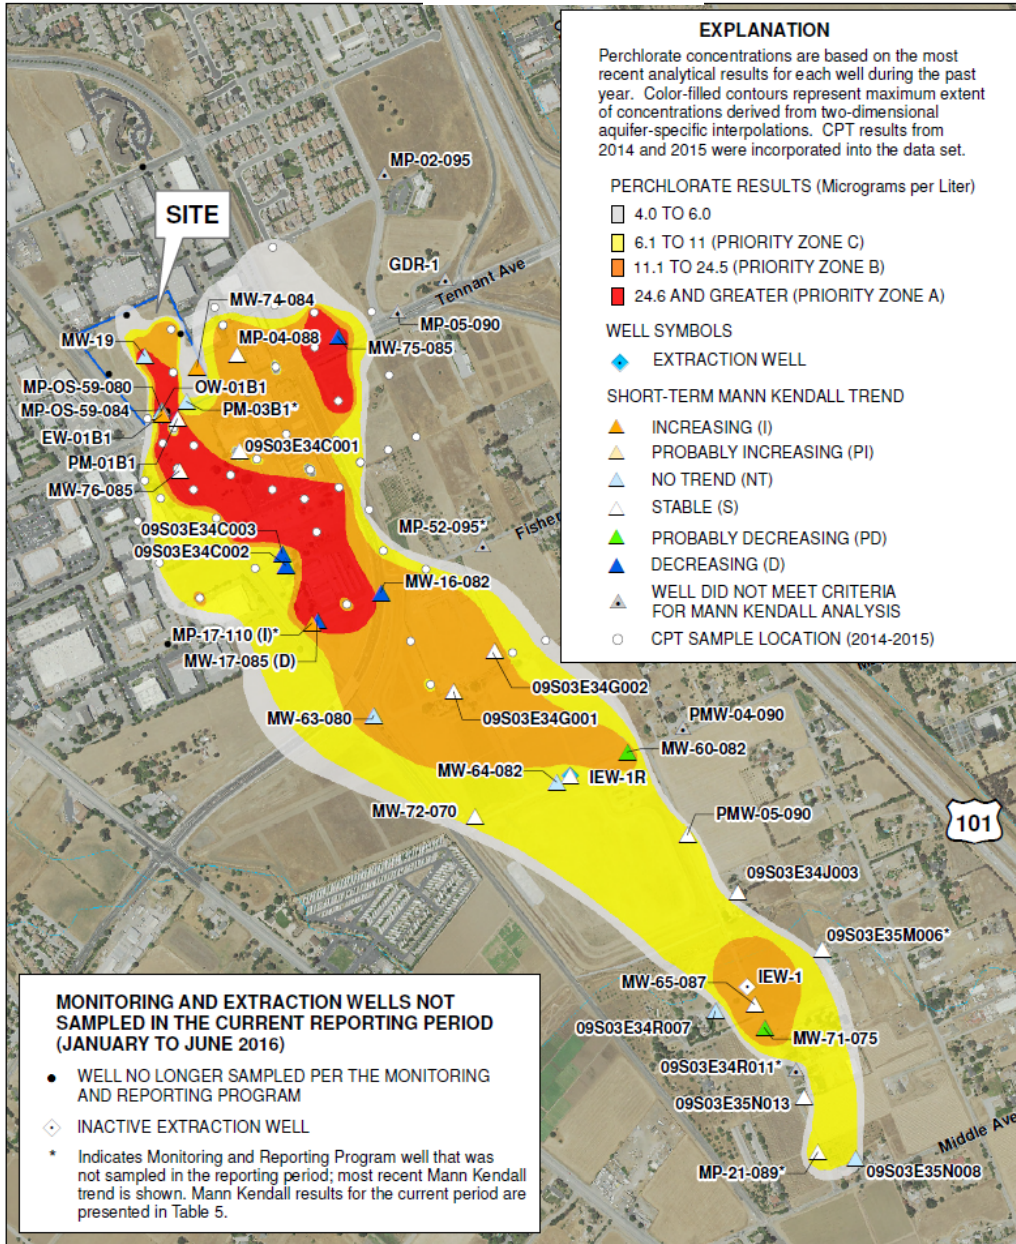 EXPLANATION
Perchlorate concentrations are based on the most
recent analytical results for each well during the past
year. Color-filled contours represent maximum extent
of concentrations derived from two-dimensional
aquifer-specific interpolations. CPT results from
2014 and 2015 were incorporated into the data set.
PERCHLORATE RESULTS (Micrograms per Liter)
4.0 TO 6.0
6.1 TO 11 (PRIORITY ZONE C)
11.1 TO 24.5 (PRIORITY ZONE B)
24.6 AND GREATER (PRIORITY ZONE A)
WELL SYMBOLS
EXTRACTION WELL
SHORT-TERM MANN KENDALL TREND
INCREASING (I)
PROBABLY INCREASING (PI)
NO TREND (NT)
STABLE (S)
PROBABLY DECREASING (PD)
DECREASING (D)
WELL DID NOT MEET CRITERIA
FOR MANN KENDALL ANALYSIS
CPT SAMPLE LOCATION (2014-2015)
MP-02-095
SITE
GDR-1
Tennant Ave
MW-74-084
MP-05-090
MW-19
MP-04-088
MW-75-085
MP-OS-59-080
OW-01B1
MP-OS-59-084
PM-03B1*
EW-01B1
09S03E34C001
PM-01B1
MW-76-085
MP-52-095*
Fisher
09S03E34C003
09S03E34C002
MW-16-082
MP-17-110 (I)*
MW-17-085 (D)
09S03E34G002
MW-63-080
09S03E34G001
PMW-04-090
MW-60-082
MW-64-082
IEW-1R
MW-72-070
PMW-05-090
101
09S03E34J003
09S03E35M006*
MW-65-087
IEW-1
09S03E34R007
MW-71-075
09S03E34R011*
09S03E35N013
Middle Ave
MP-21-089*
09S03E35N008
MONITORING AND EXTRACTION WELLS NOT
SAMPLED IN THE CURRENT REPORTING PERIOD
(JANUARY TO JUNE 2016)
WELL NO LONGER SAMPLED PER THE MONITORING
AND REPORTING PROGRAM
INACTIVE EXTRACTION WELL
* Indicates Monitoring and Reporting Program well that was
not sampled in the reporting period; most recent Mann Kendall
trend is shown. Mann Kendall results for the current period are
presented in Table 5.